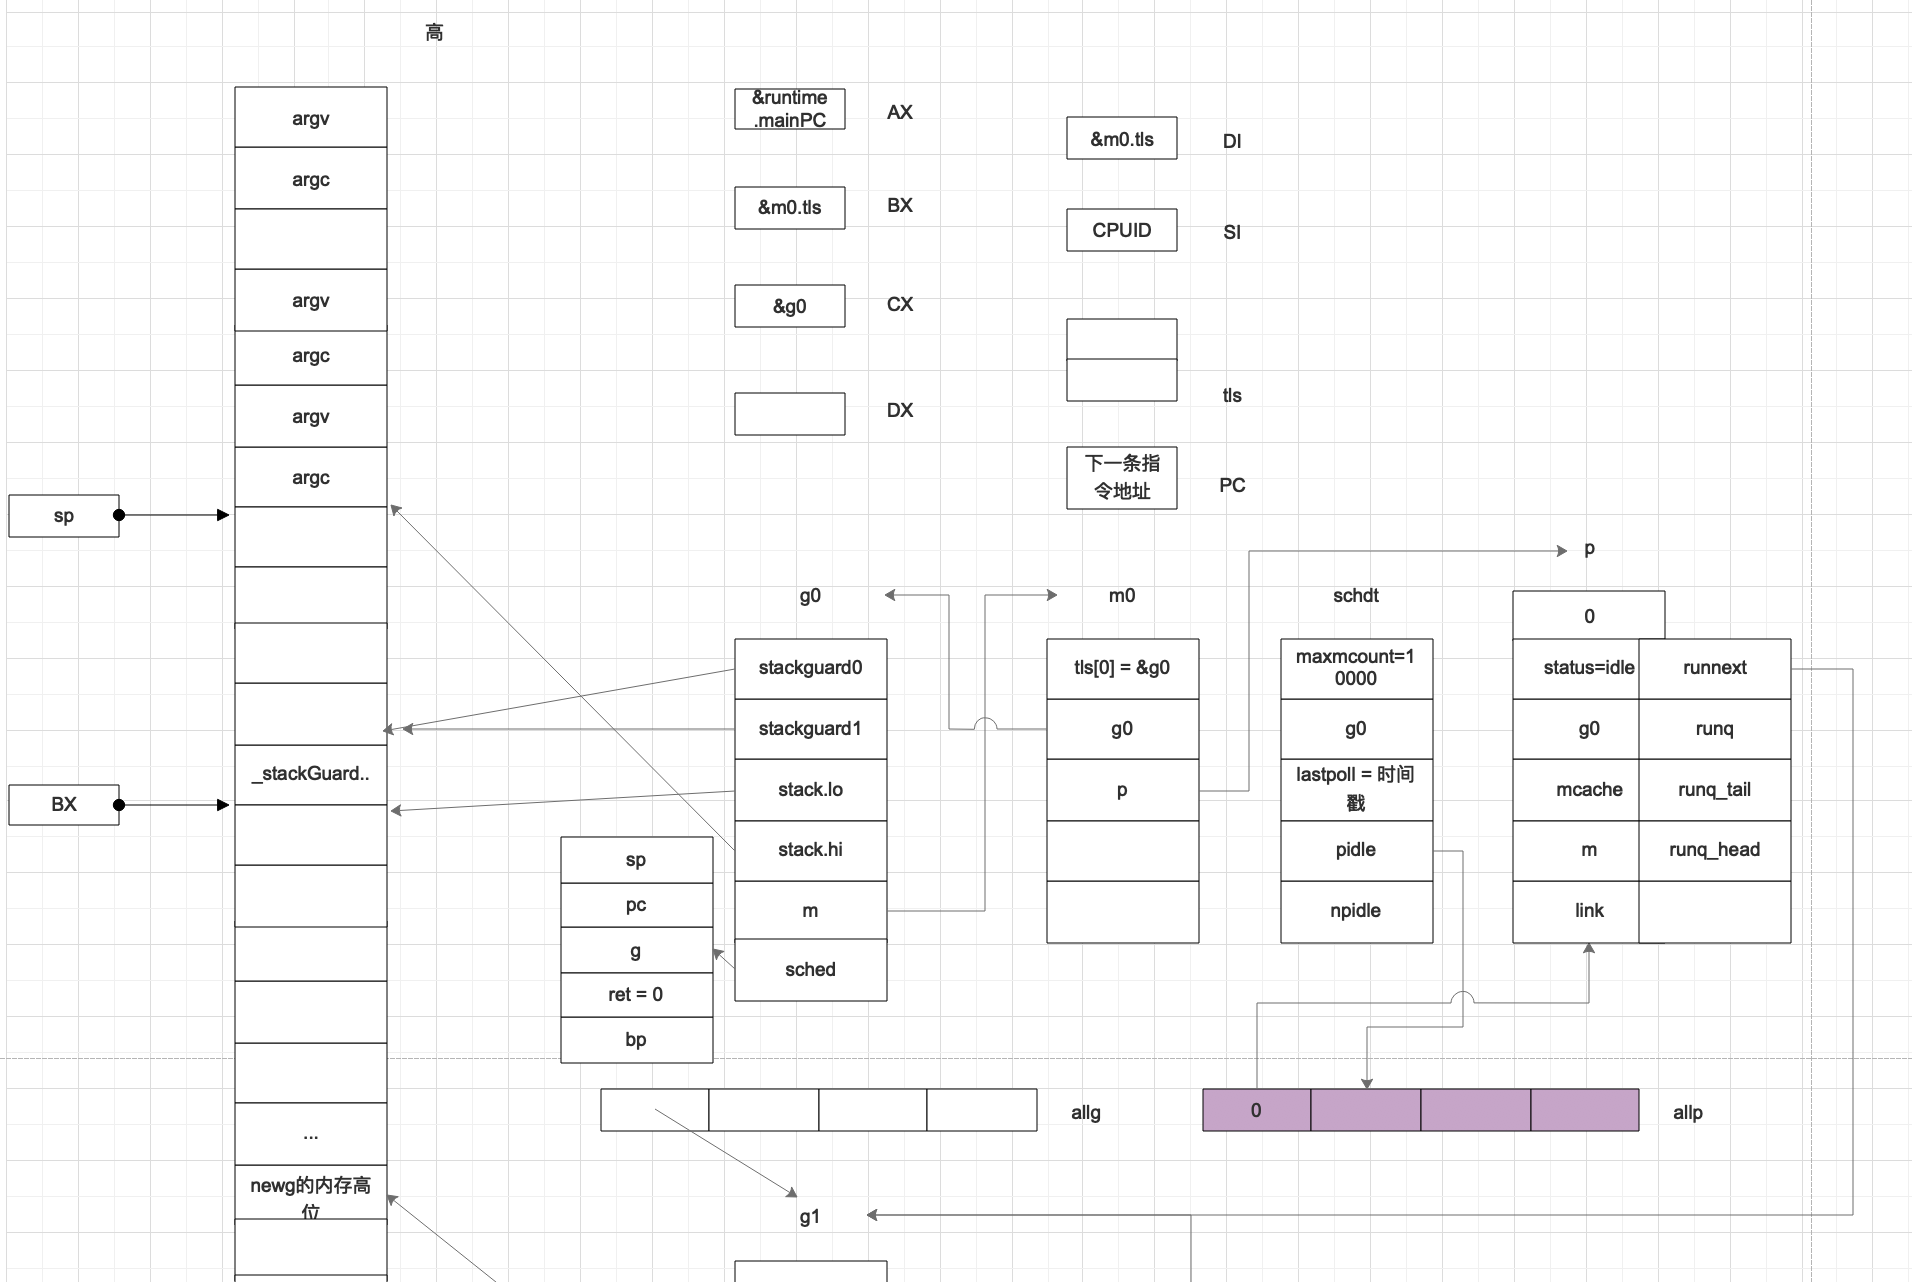 高
argv
argc
argv
argc
argv
argc
sp
_stackGuard..
BX
...
newg的内存高
位
&runtime
.mainPC
AX
&m0.tls
BX
&g0
CX
DX
&m0.tls
DI
CPUID
SI
tls
下一条指
令地址
PC
g0
stackguard0
stackguard1
stack.lo
stack.hi
m
sched
sp
pc
g
ret = 0
bp
m0
tls[0] = &g0
g0
p
schdt
maxmcount=1
0000
g0
lastpoll = 时间
戳
pidle
npidle
p
0
status=idle
g0
mcache
m
link
runnext
runq
runq_tail
runq_head
allg
0
allp
g1